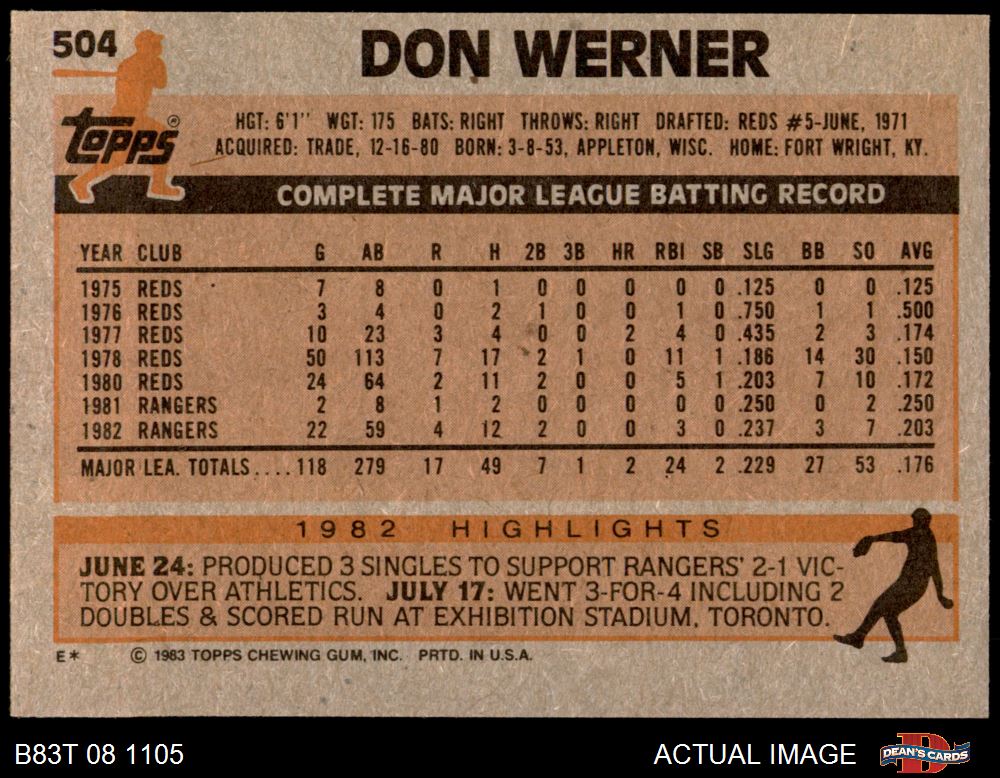 504
DON WERNER
Topps®
HGT: 6'1" WGT: 175 BATS: RIGHT THROWS: RIGHT DRAFTED: REDS #5-JUNE, 1971
ACQUIRED: TRADE, 12-16-80 BORN: 3-8-53, APPLETON, WISC. HOME: FORT WRIGHT, KY.
COMPLETE MAJOR LEAGUE BATTING RECORD
YEAR CLUB G AB R H 2B 3B HR RBI SB SLG BB SO AVG
1975 REDS 7 8 0 1 0 0 0 0 0 .125 0 0 .125
1976 REDS 3 4 0 2 1 0 0 1 0 .750 1 1 .500
1977 REDS 10 23 3 4 0 0 2 4 0 .435 2 3 .174
1978 REDS 50 113 7 17 2 1 0 11 1 .186 14 30 .150
1980 REDS 24 64 2 11 2 0 0 5 1 .203 7 10 .172
1981 RANGERS 2 8 1 2 0 0 0 0 0 .250 0 2 .250
1982 RANGERS 22 59 4 12 2 0 0 3 0 .237 3 7 .203
MAJOR LEA. TOTALS....118 279 17 49 7 1 2 24 2 .229 27 53 .176
1982 HIGHLIGHTS
JUNE 24: PRODUCED 3 SINGLES TO SUPPORT RANGERS' 2-1 VIC-
TORY OVER ATHLETICS. JULY 17: WENT 3-FOR-4 INCLUDING 2
DOUBLES & SCORED RUN AT EXHIBITION STADIUM, TORONTO.
E* © 1983 TOPPS CHEWING GUM, INC. PRTD. IN U.S.A.
B83T 08 1105 ACTUAL IMAGE DEAN'S CARDS